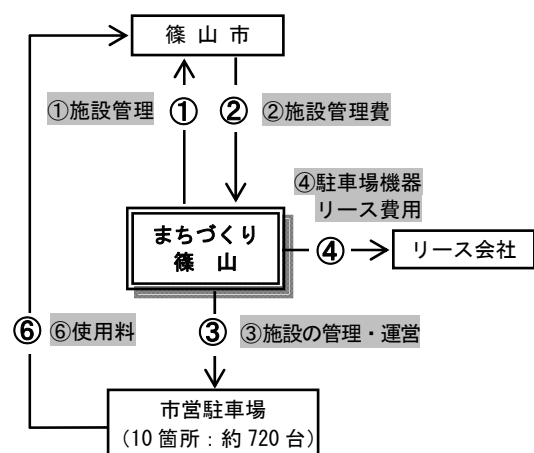 篠 山 市
①施設管理 ① ② ②施設管理費
④駐車場機器
リース費用
まちづくり
篠 山
④
リース会社
⑥ ⑥使用料 ③ ③施設の管理・運営
市営駐車場
（10 箇所：約 720 台）